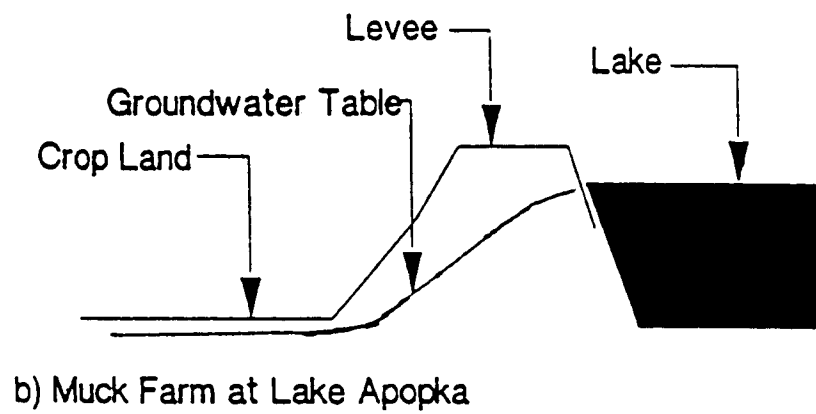 Levee
Lake
Groundwater Table
Crop Land
b) Muck Farm at Lake Apopka